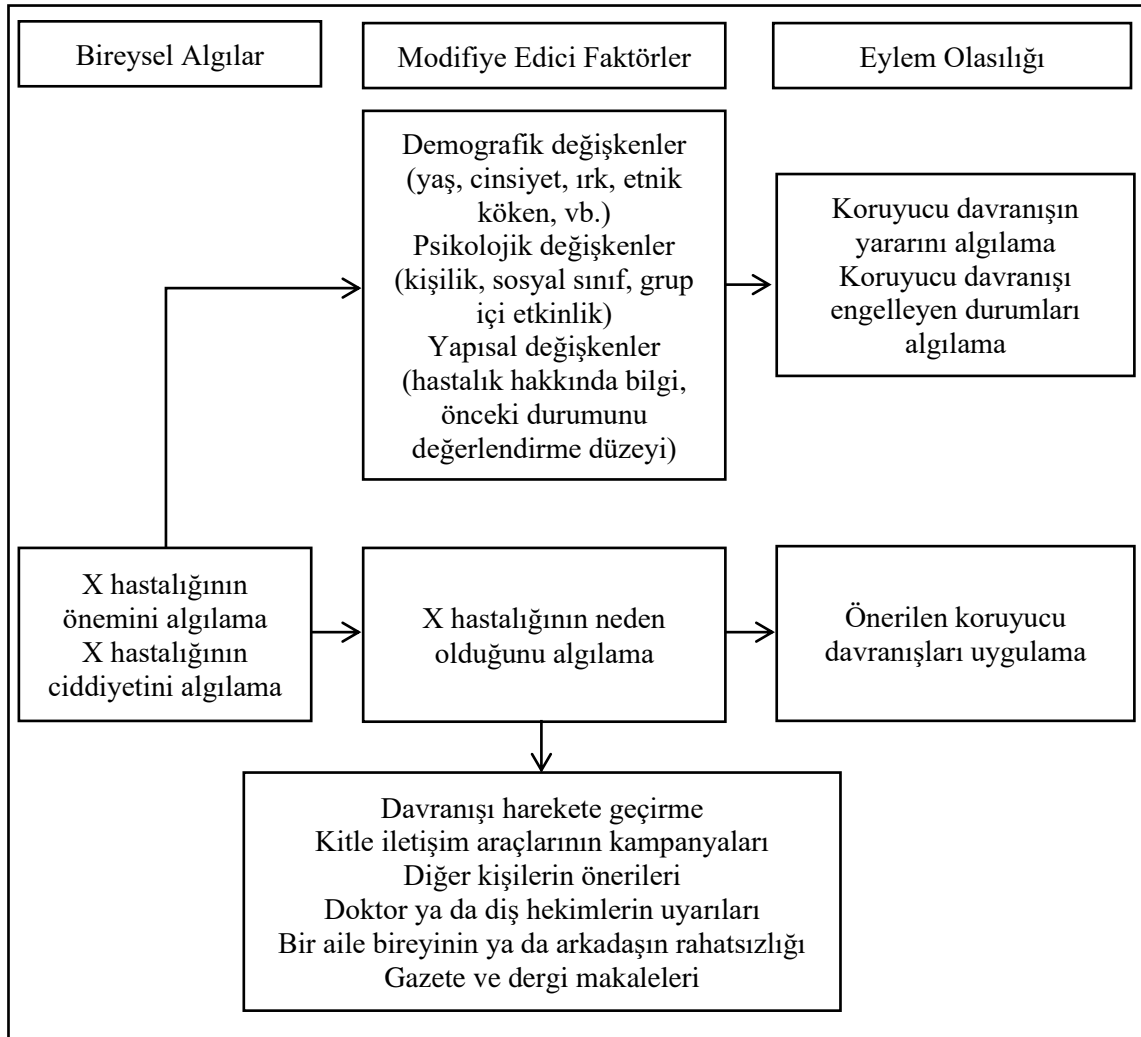 Bireysel Algılar
Modifiye Edici Faktörler
Eylem Olasılığı
Demografik değişkenler
(yaş, cinsiyet, ırk, etnik
köken, vb.)
Psikolojik değişkenler
(kişilik, sosyal sınıf, grup
içi etkinlik)
Yapısal değişkenler
(hastalık hakkında bilgi,
önceki durumunu
değerlendirme düzeyi)
Koruyucu davranışın
yararını algılama
Koruyucu davranışı
engelleyen durumları
algılama
X hastalığının
önemini algılama
X hastalığının
ciddiyetini algılama
X hastalığının neden
olduğunu algılama
Önerilen koruyucu
davranışları uygulama
Davranışı harekete geçirme
Kitle iletişim araçlarının kampanyaları
Diğer kişilerin önerileri
Doktor ya da diş hekimlerin uyarıları
Bir aile bireyinin ya da arkadaşın rahatsızlığı
Gazete ve dergi makaleleri